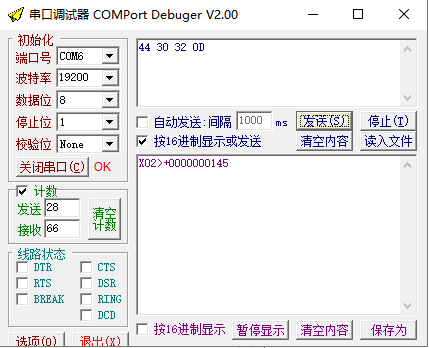 串口调试器 COMPort Debuger V2.00
初始化
端口号 COM6
波特率 19200
数据位 8
停止位 1
校验位 None
关闭串口(C) OK
计数
发送 28
接收 66
清空计数
线路状态
DTR CTS
RTS DSR
BREAK RING
DCD
选项(O) 退出(X)
44 30 32 0D
自动发送:间隔 1000 ms 发送(S) 停止(T)
按16进制显示或发送 清空内容 读入文件
X02>+0000000145
按16进制显示 暂停显示 清空内容 保存为